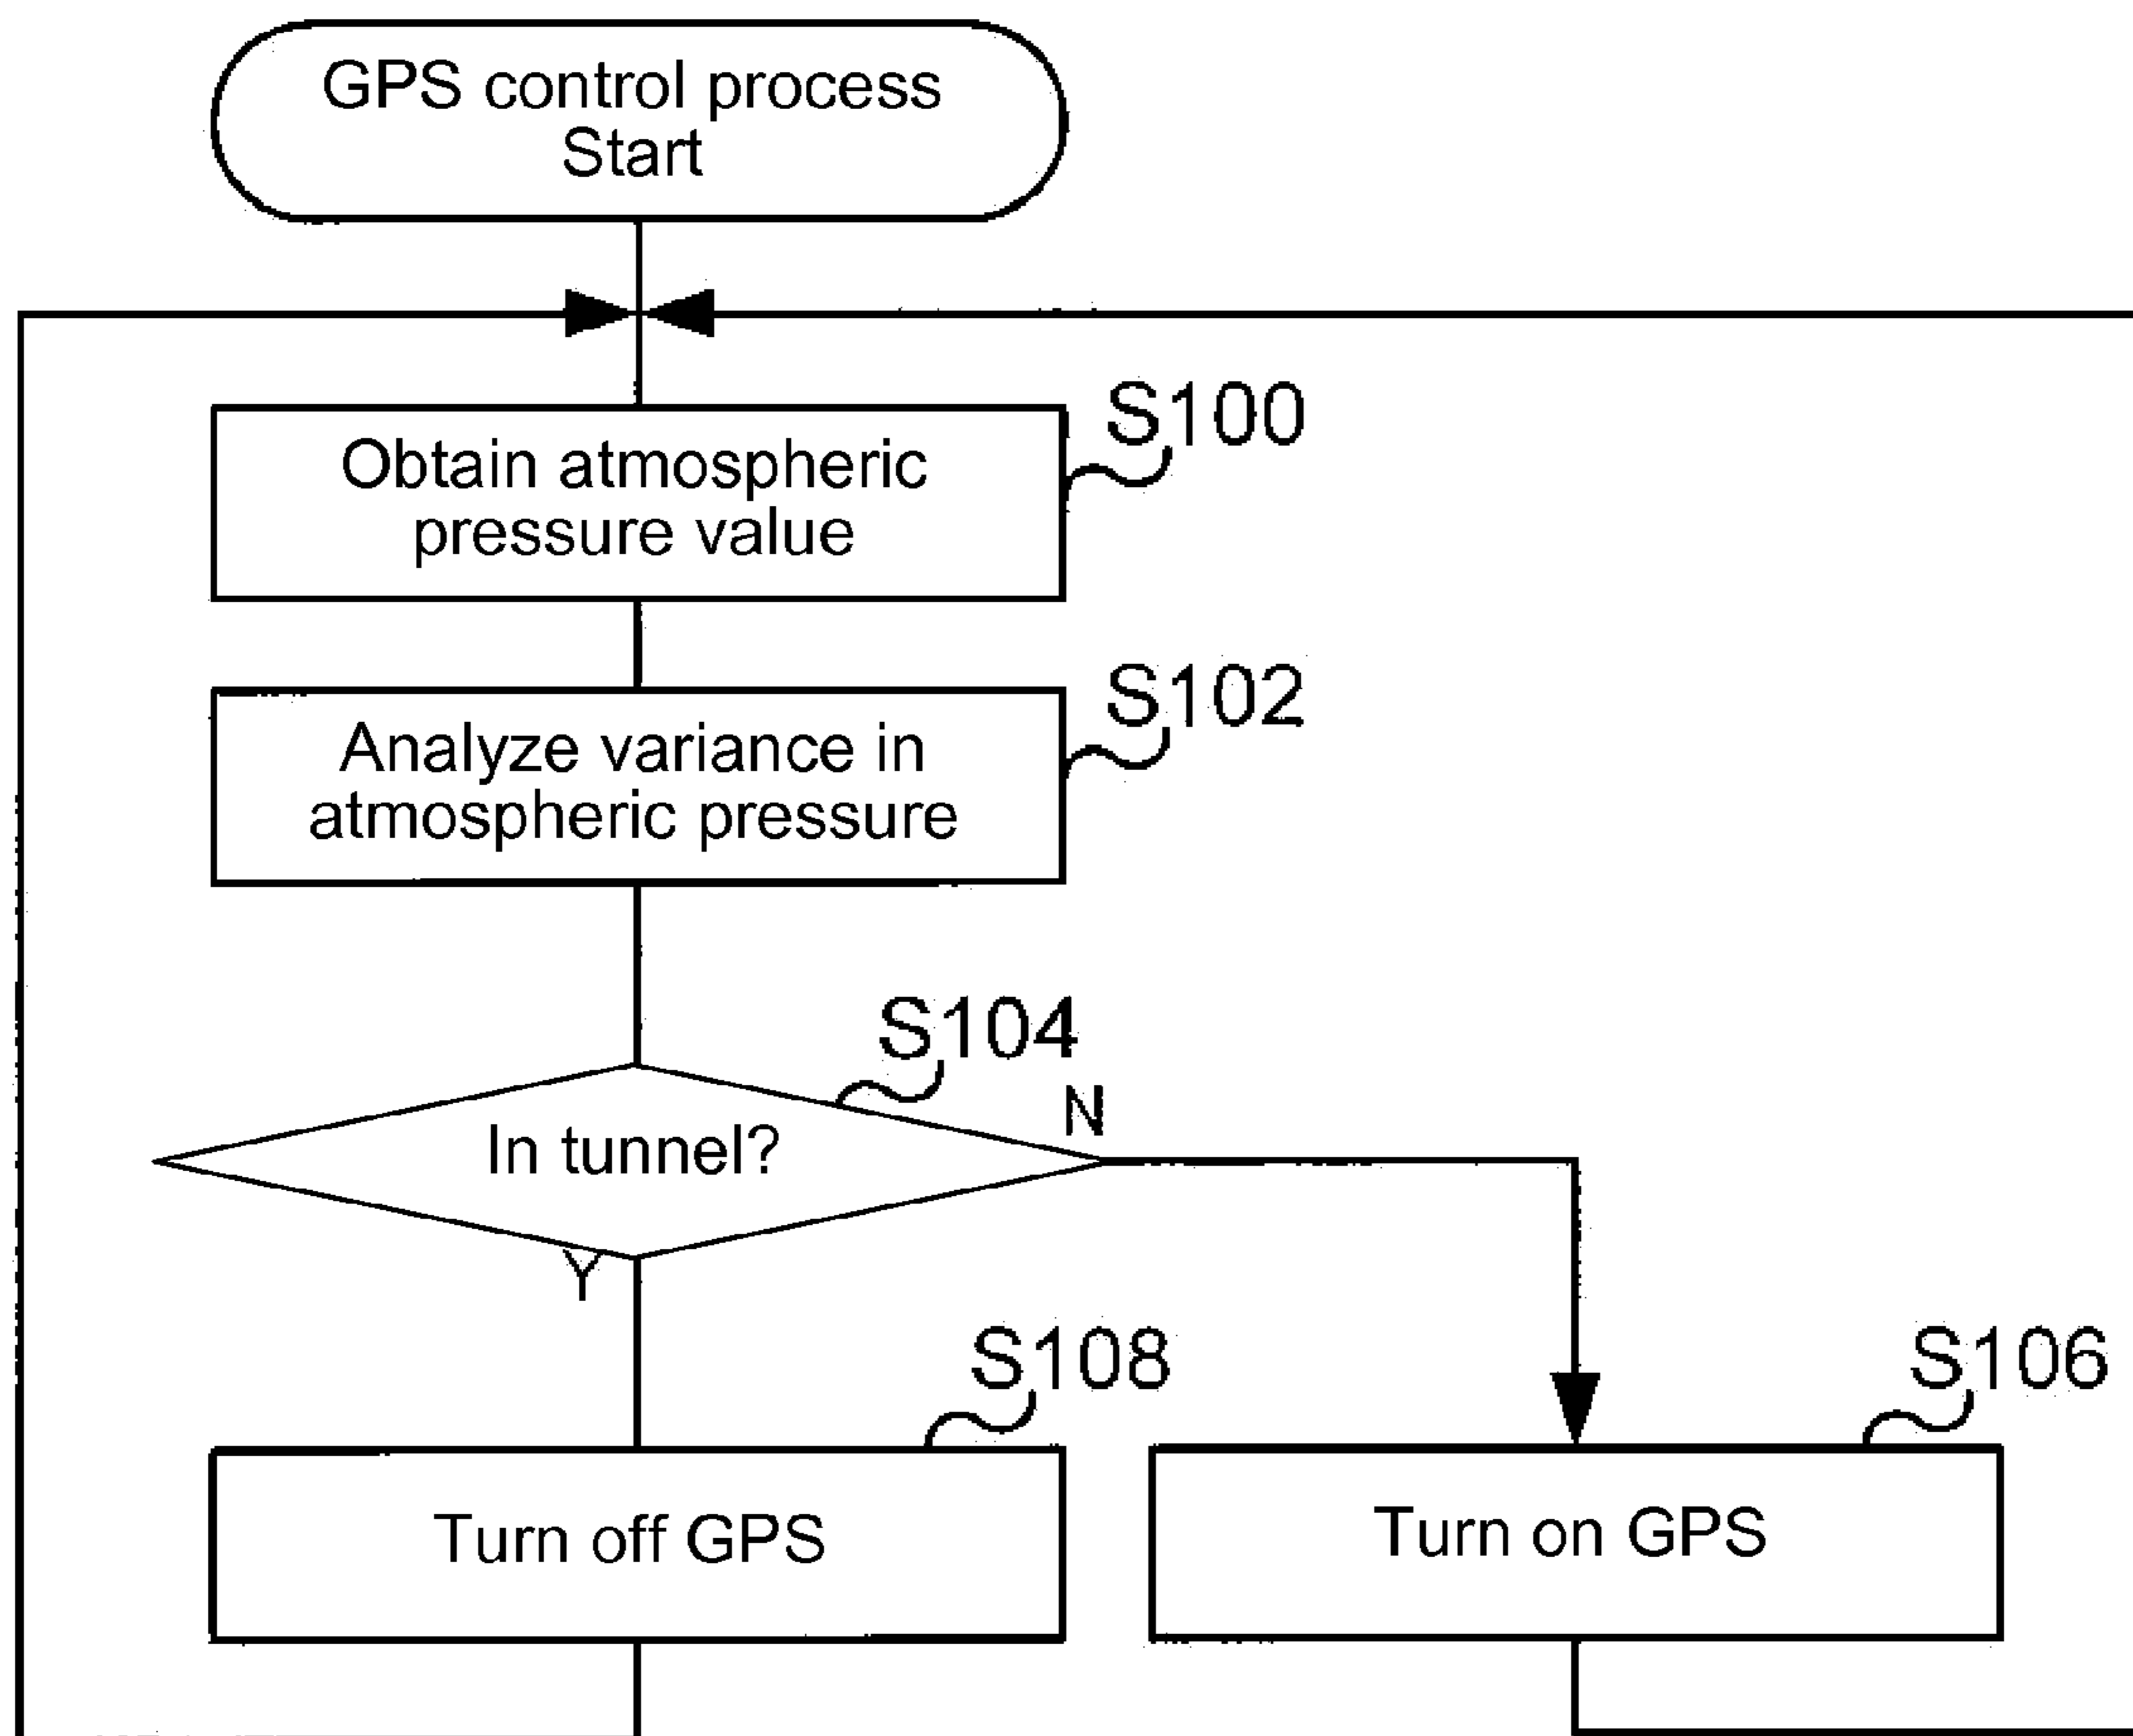 GPS control process
Start
S100
Obtain atmospheric
pressure value
S102
Analyze variance in
atmospheric pressure
S104
N
In tunnel?
Y
S108
S106
Turn off GPS
Turn on GPS